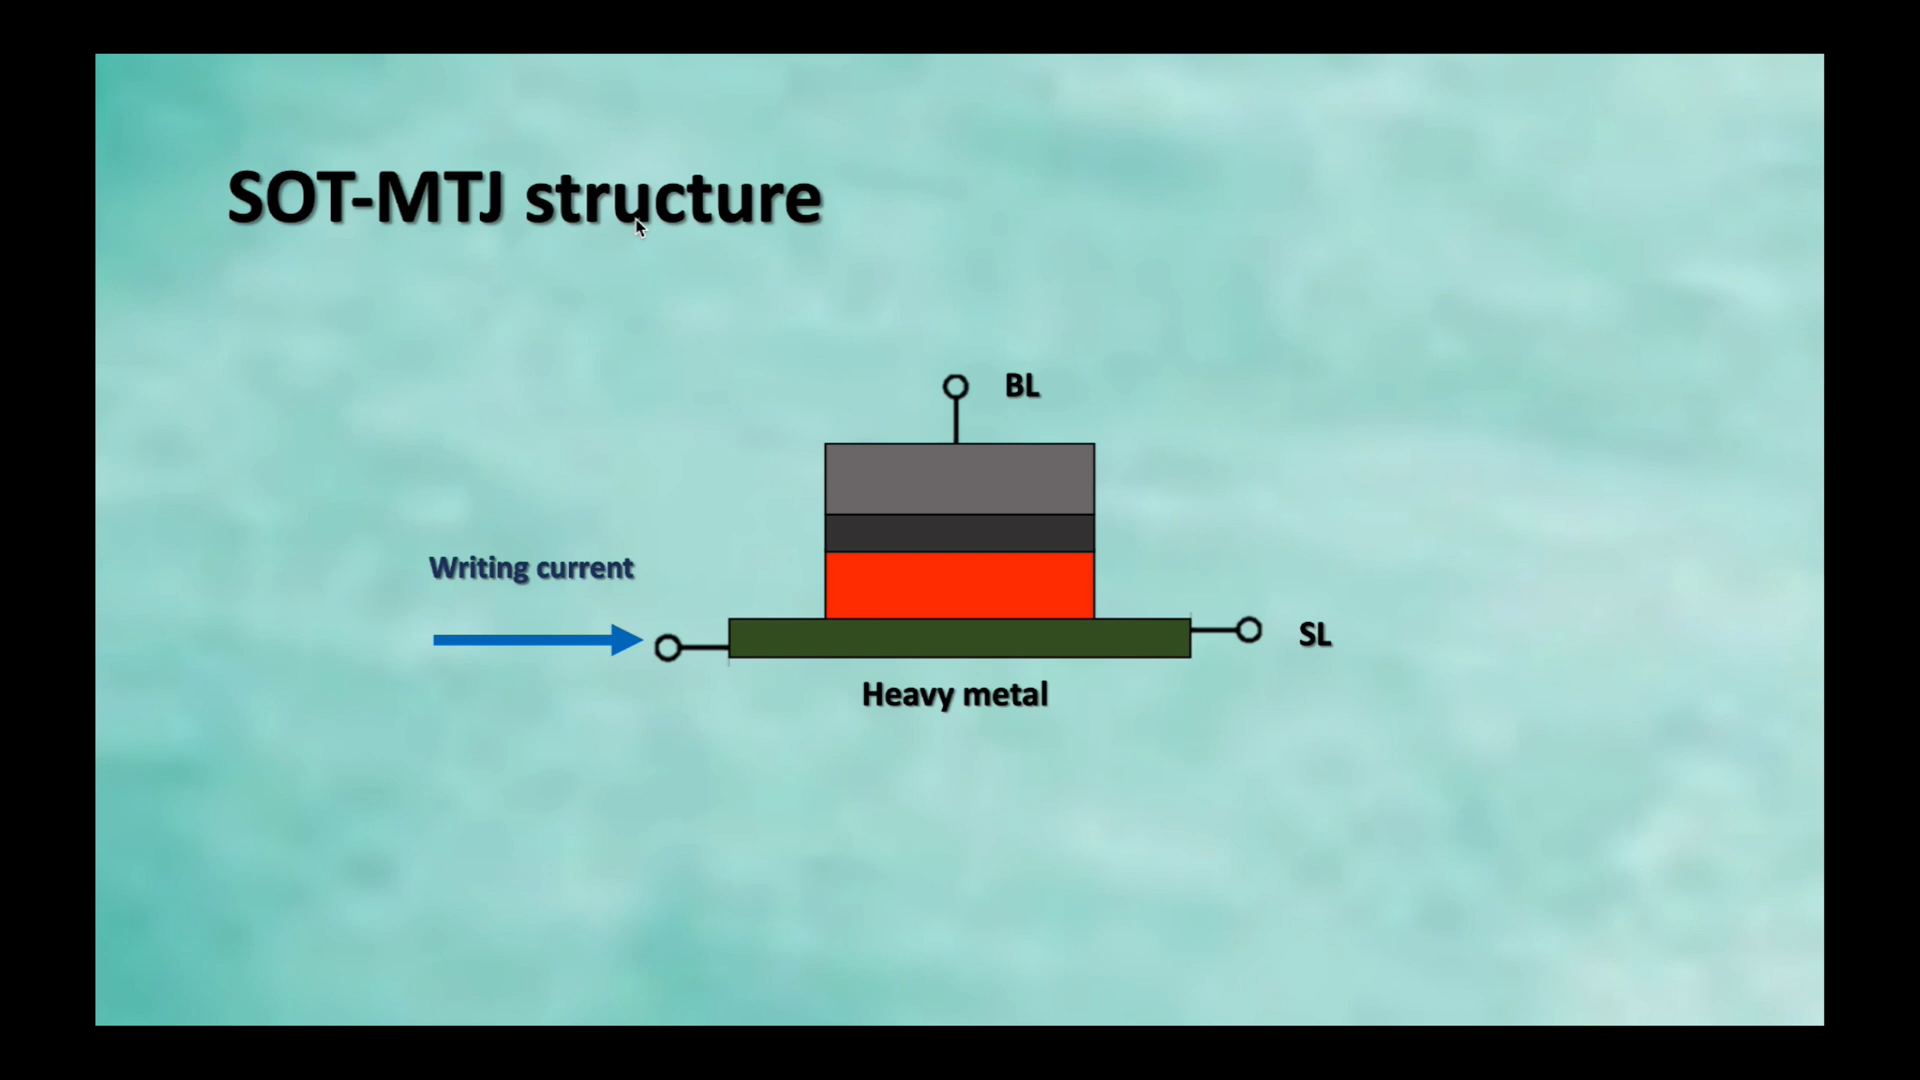 SOT-MTJ structure
BL
Writing current
SL
Heavy metal